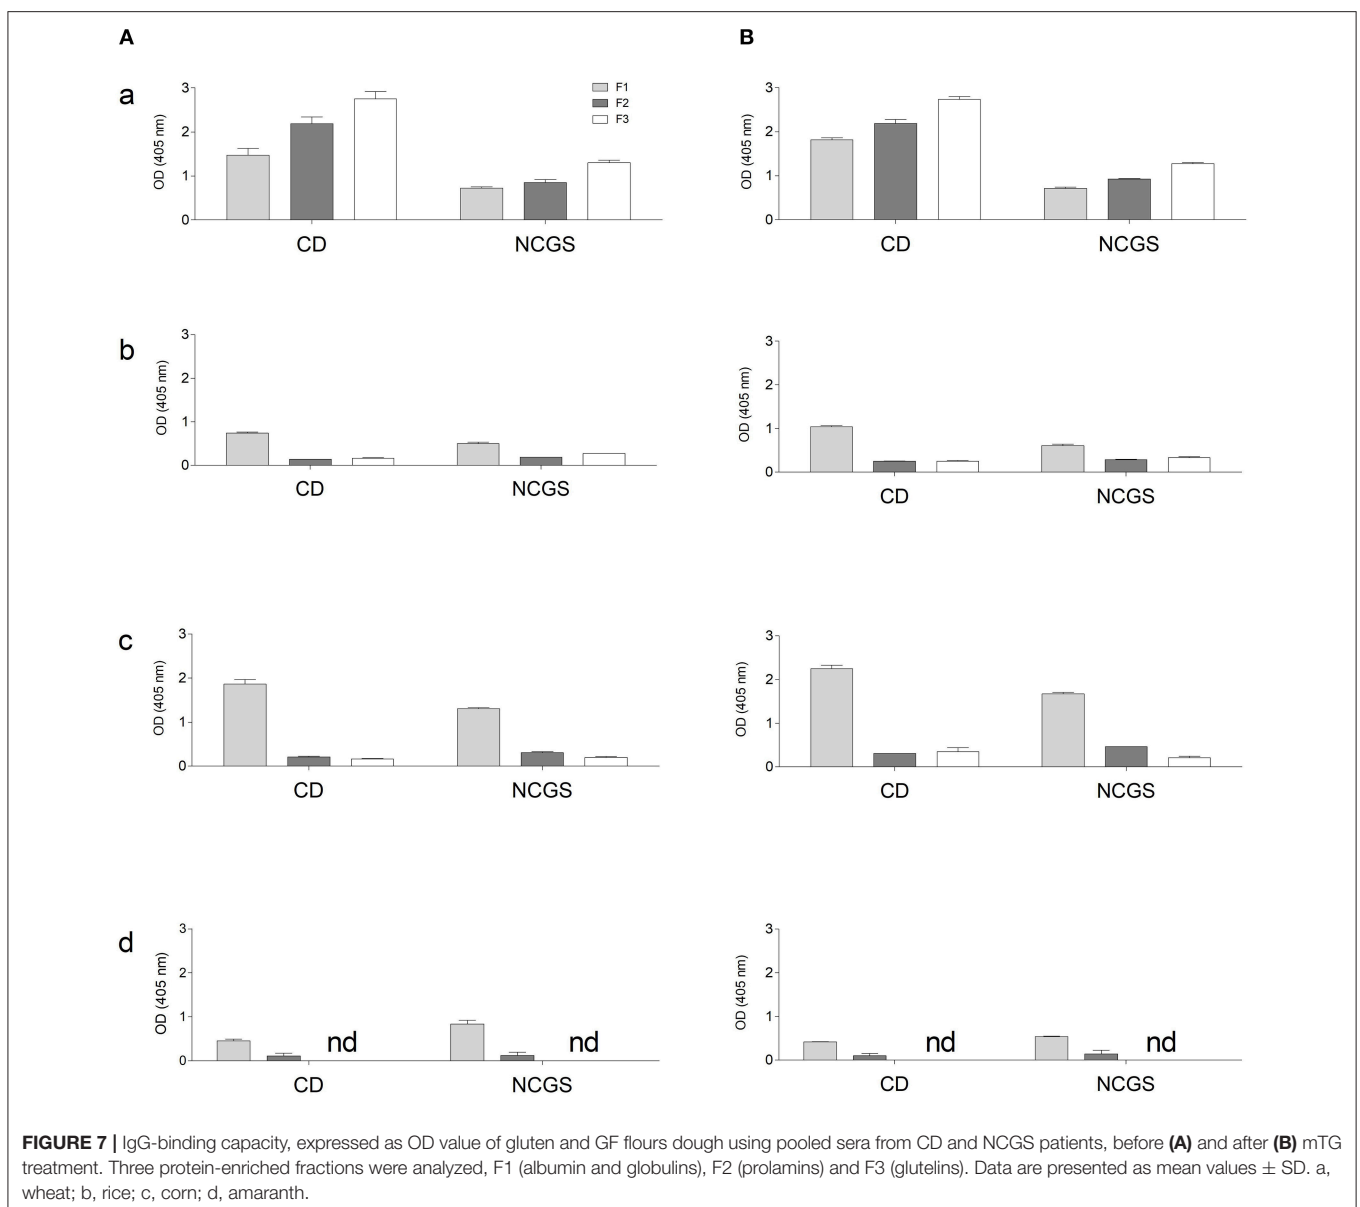 A
B
a
3
2
1
0
OD (405 nm)
F1
F2
F3
CD
NCGS
3
2
1
0
OD (405 nm)
CD
NCGS
b
3
2
1
0
OD (405 nm)
CD
NCGS
3
2
1
0
OD (405 nm)
CD
NCGS
c
3
2
1
0
OD (405 nm)
CD
NCGS
3
2
1
0
OD (405 nm)
CD
NCGS
d
3
2
1
0
OD (405 nm)
nd
nd
CD
NCGS
3
2
1
0
OD (405 nm)
nd
nd
CD
NCGS
FIGURE 7 | IgG-binding capacity, expressed as OD value of gluten and GF flours dough using pooled sera from CD and NCGS patients, before (A) and after (B) mTG
treatment. Three protein-enriched fractions were analyzed, F1 (albumin and globulins), F2 (prolamins) and F3 (glutelins). Data are presented as mean values ± SD. a,
wheat; b, rice; c, corn; d, amaranth.